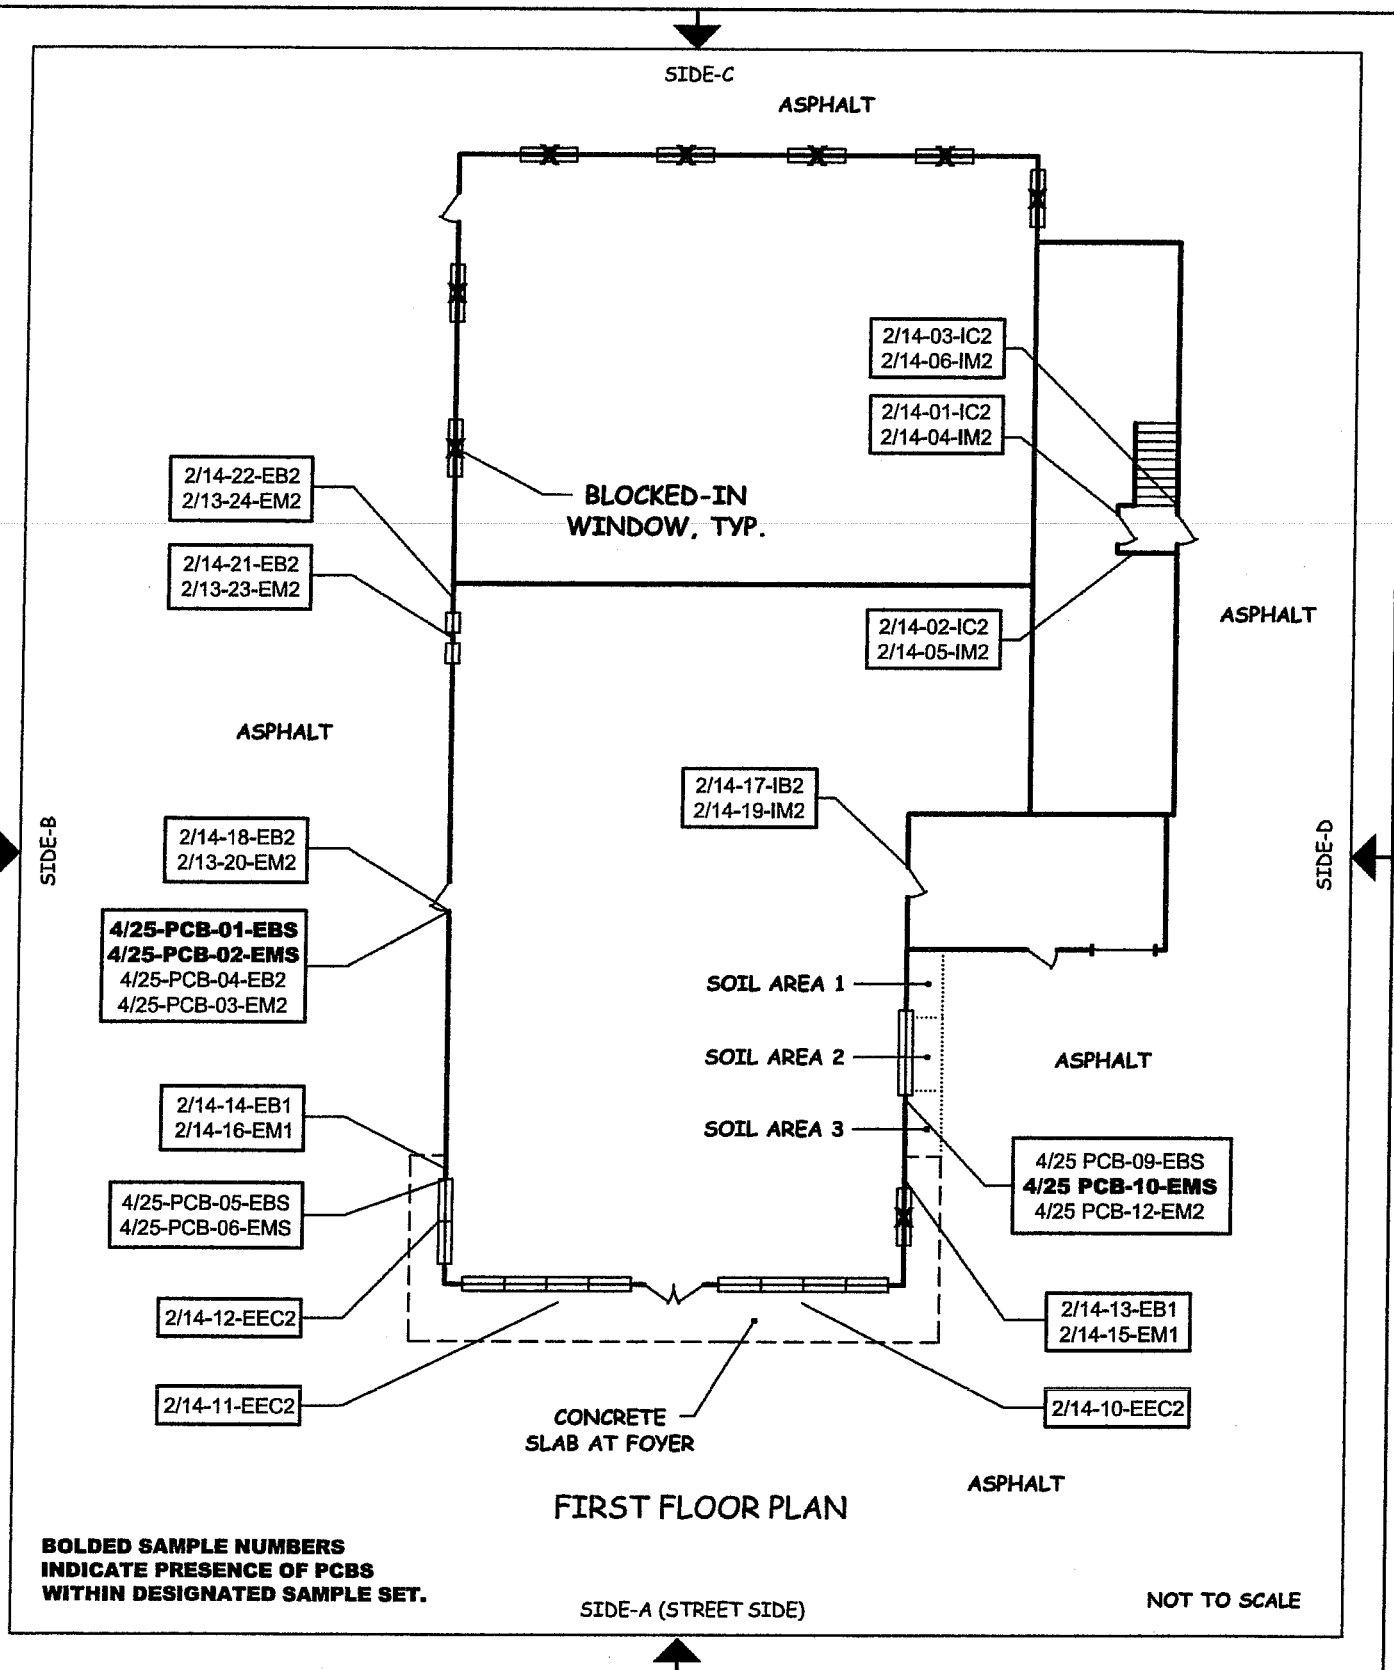 SIDE-C
ASPHALT
2/14-03-IC2
2/14-06-IM2
2/14-01-IC2
2/14-04-IM2
2/14-22-EB2
2/13-24-EM2
BLOCKED-IN
WINDOW, TYP.
2/14-21-EB2
2/13-23-EM2
ASPHALT
2/14-02-IC2
2/14-05-IM2
ASPHALT
2/14-17-IB2
2/14-19-IM2
SIDE-B
2/14-18-EB2
2/13-20-EM2
SIDE-D
4/25-PCB-01-EBS
4/25-PCB-02-EMS
4/25-PCB-04-EB2
4/25-PCB-03-EM2
SOIL AREA 1
SOIL AREA 2
ASPHALT
2/14-14-EB1
2/14-16-EM1
SOIL AREA 3
4/25 PCB-09-EBS
4/25 PCB-10-EMS
4/25 PCB-12-EM2
4/25-PCB-05-EBS
4/25-PCB-06-EMS
2/14-12-EEC2
2/14-13-EB1
2/14-15-EM1
2/14-11-EEC2
2/14-10-EEC2
CONCRETE
SLAB AT FOYER
ASPHALT
FIRST FLOOR PLAN
BOLDED SAMPLE NUMBERS
INDICATE PRESENCE OF PCBS
WITHIN DESIGNATED SAMPLE SET.
SIDE-A (STREET SIDE)
NOT TO SCALE